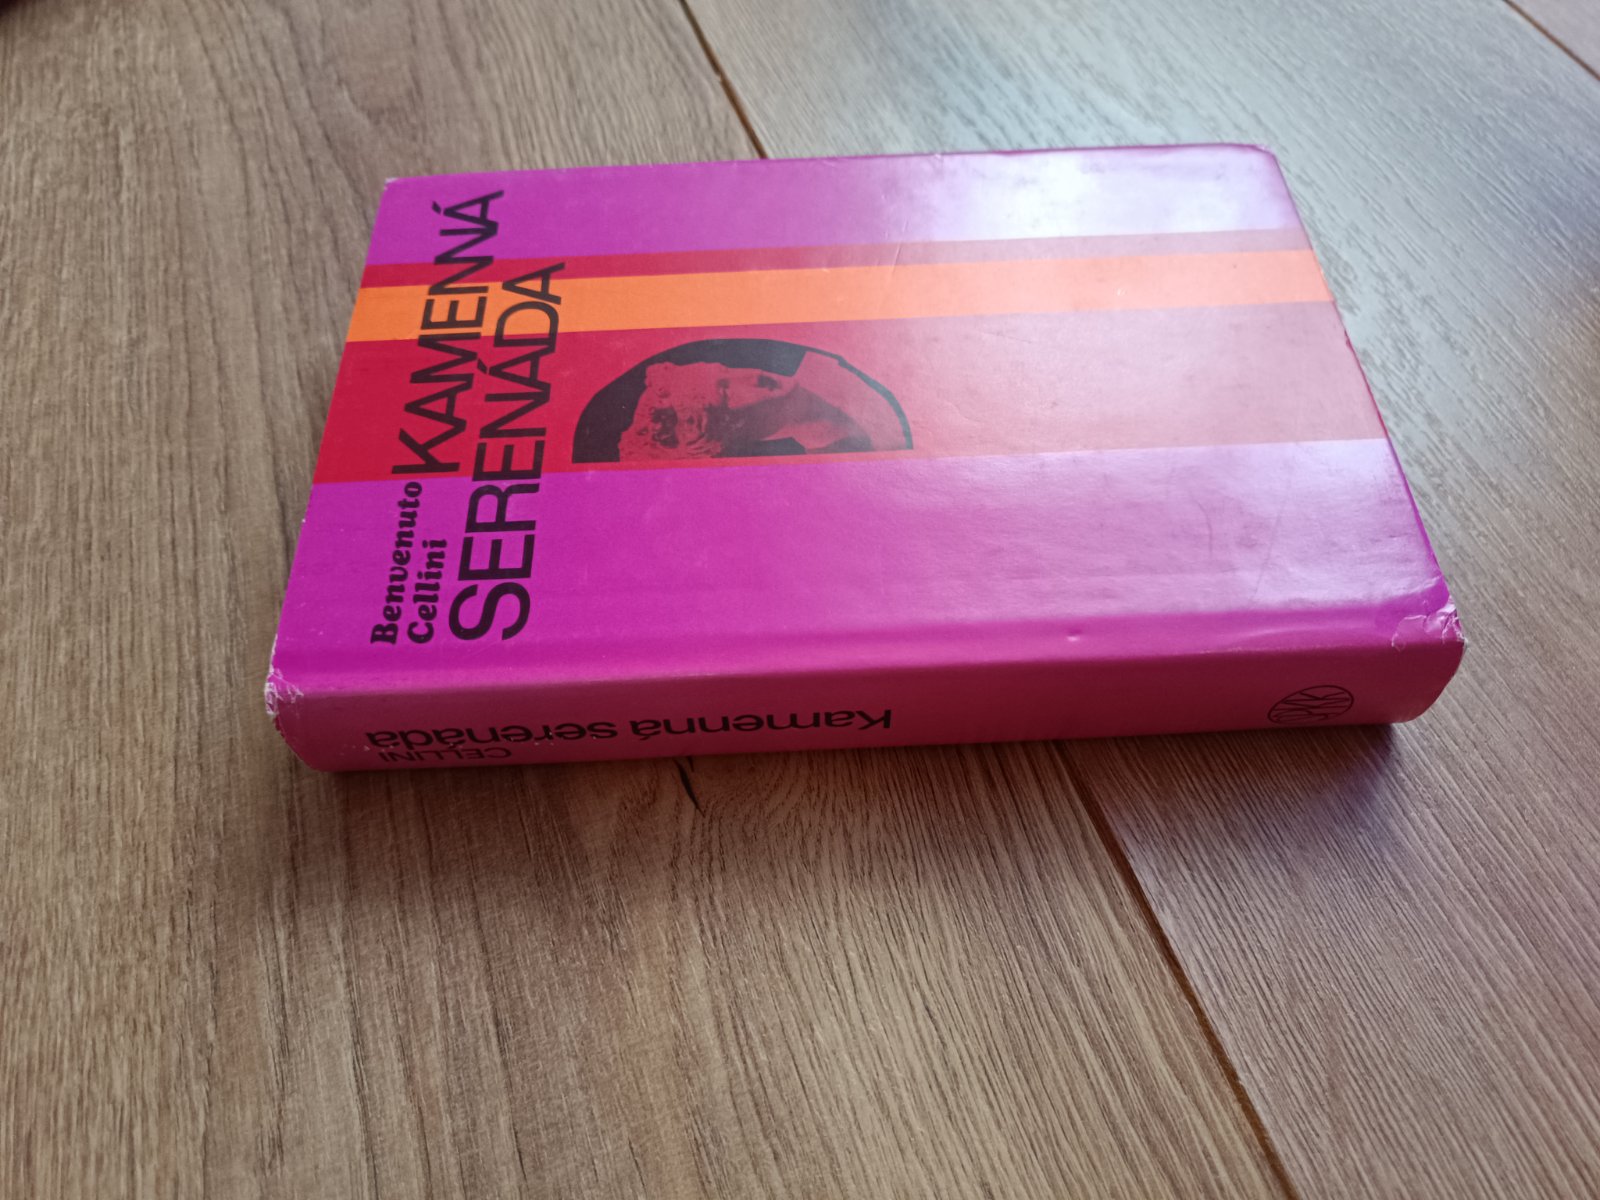 Benvenuto
Cellini
KAMENNÁ
SERENÁDA
CELLINI
Kamenná serenáda